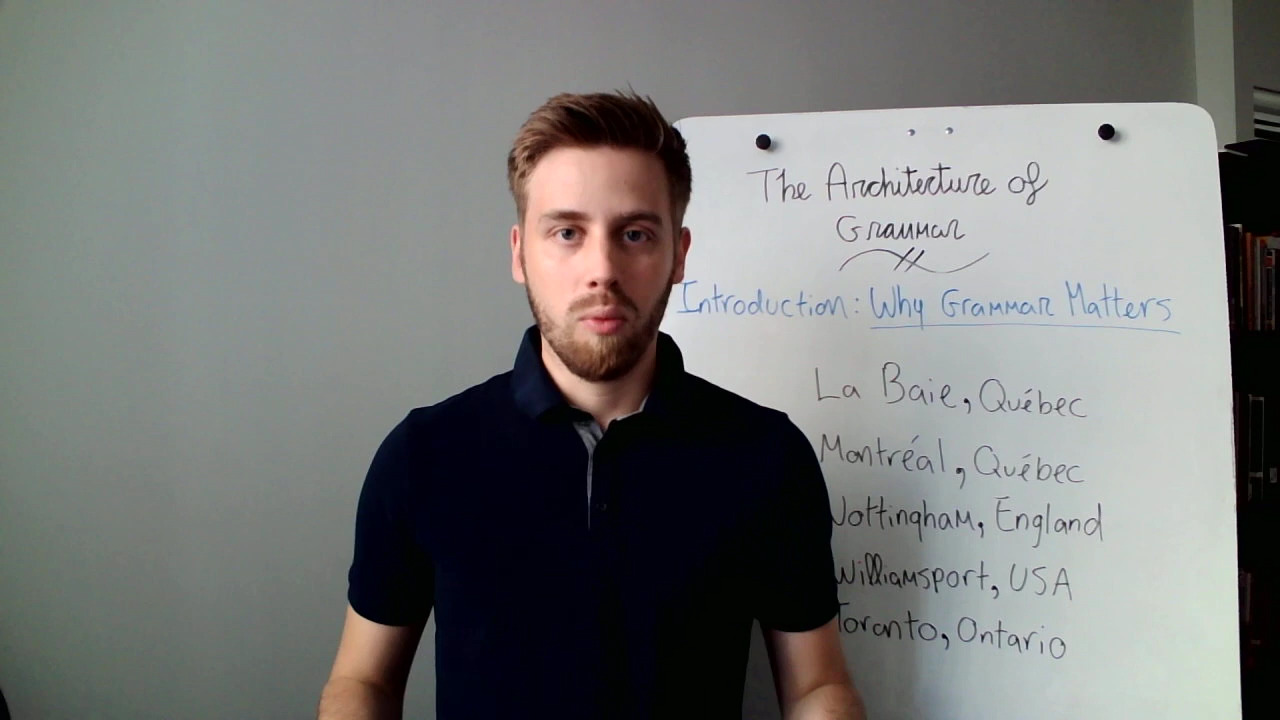 The Architecture of
Grammar
Introduction: Why Grammar Matters
La Baie, Québec
Montréal, Québec
Nottingham, England
Williamsport, USA
Toronto, Ontario